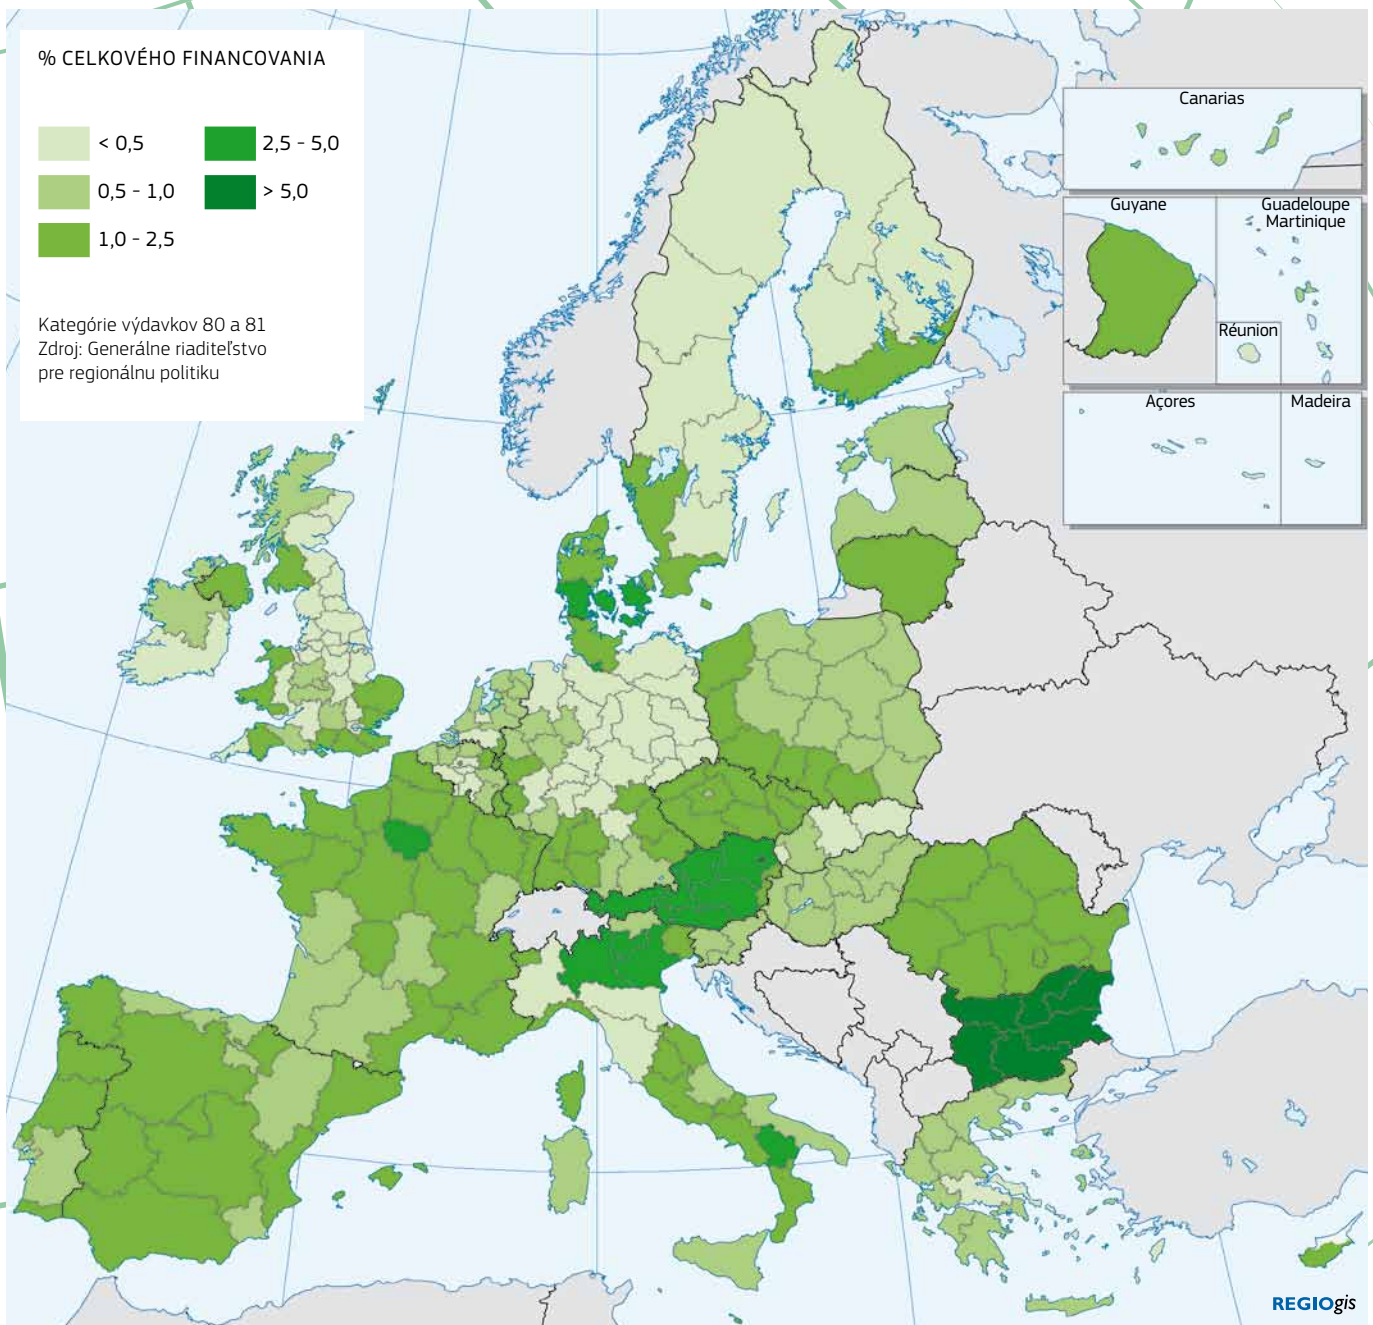 % CELKOVÉHO FINANCOVANIA
< 0,5
0,5 - 1,0
1,0 - 2,5
2,5 - 5,0
> 5,0
Kategórie výdavkov 80 a 81
Zdroj: Generálne riaditeľstvo
pre regionálnu politiku
Canarias
Guyane
Guadeloupe
Martinique
Réunion
Açores
Madeira
REGIOgis